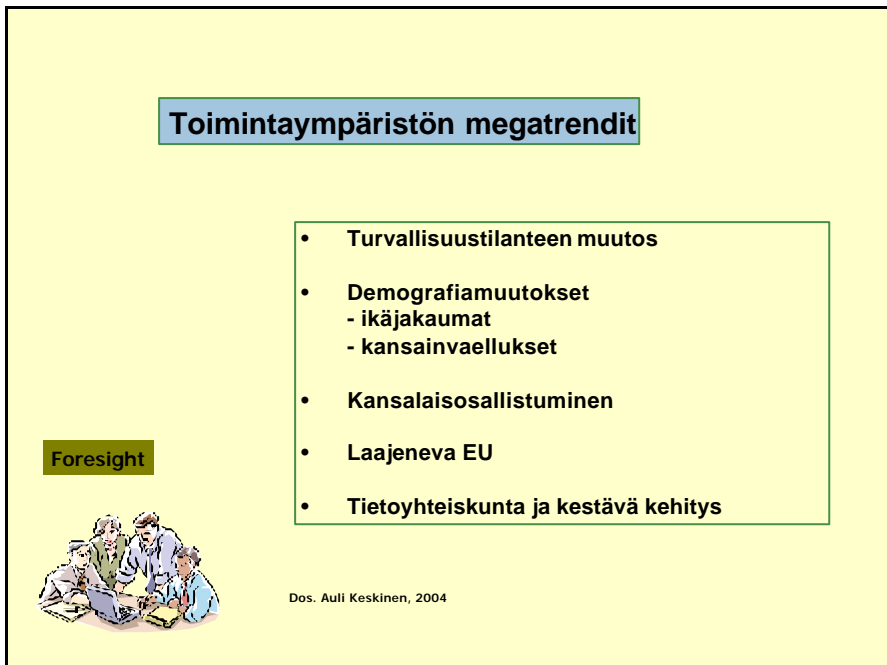 Toimintaympäristön megatrendit
• Turvallisuustilanteen muutos
• Demografiamuutokset
- ikäjakaumat
- kansainvaellukset
• Kansalaisosallistuminen
• Laajeneva EU
• Tietoyhteiskunta ja kestävä kehitys
Foresight
Dos. Auli Keskinen, 2004